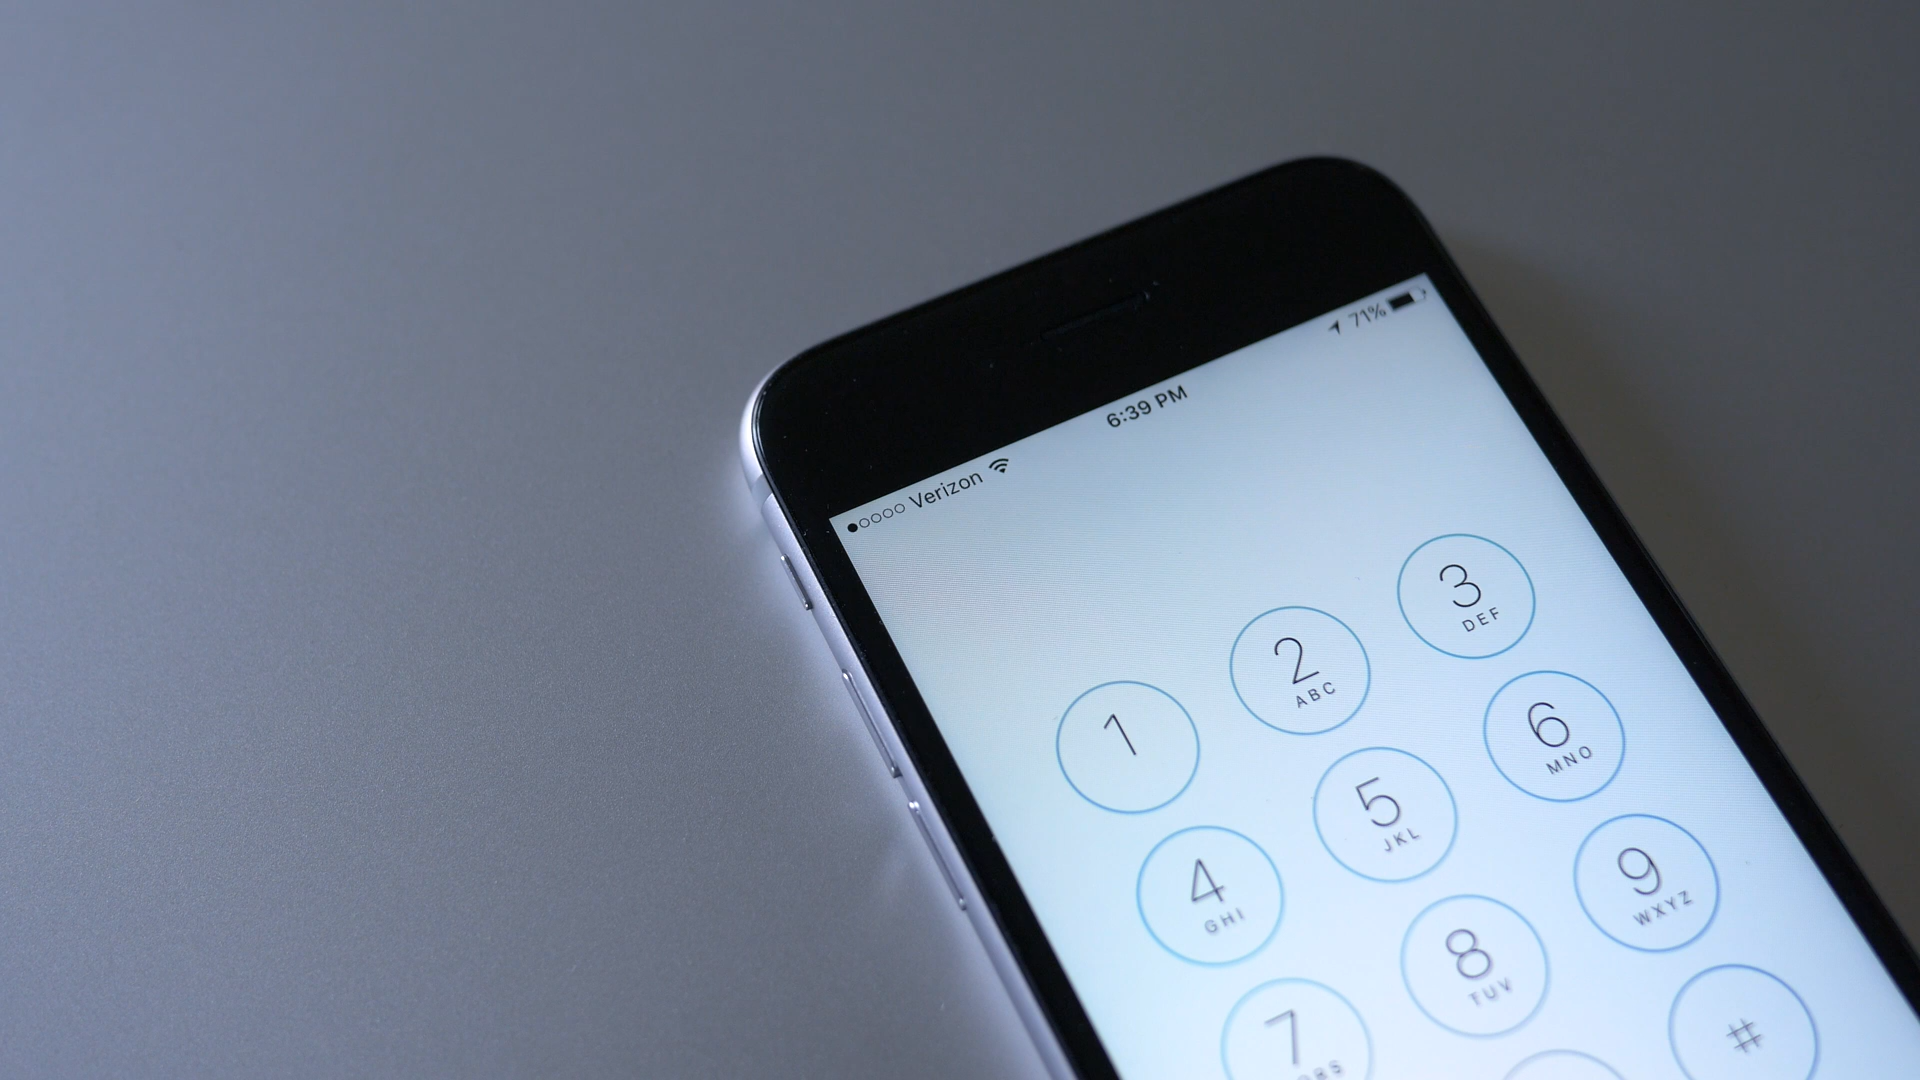 Verizon 6:39 PM 71%
1 2 3
ABC DEF
4 5 6
GHI JKL MNO
7 8 9
TUV WXYZ
#